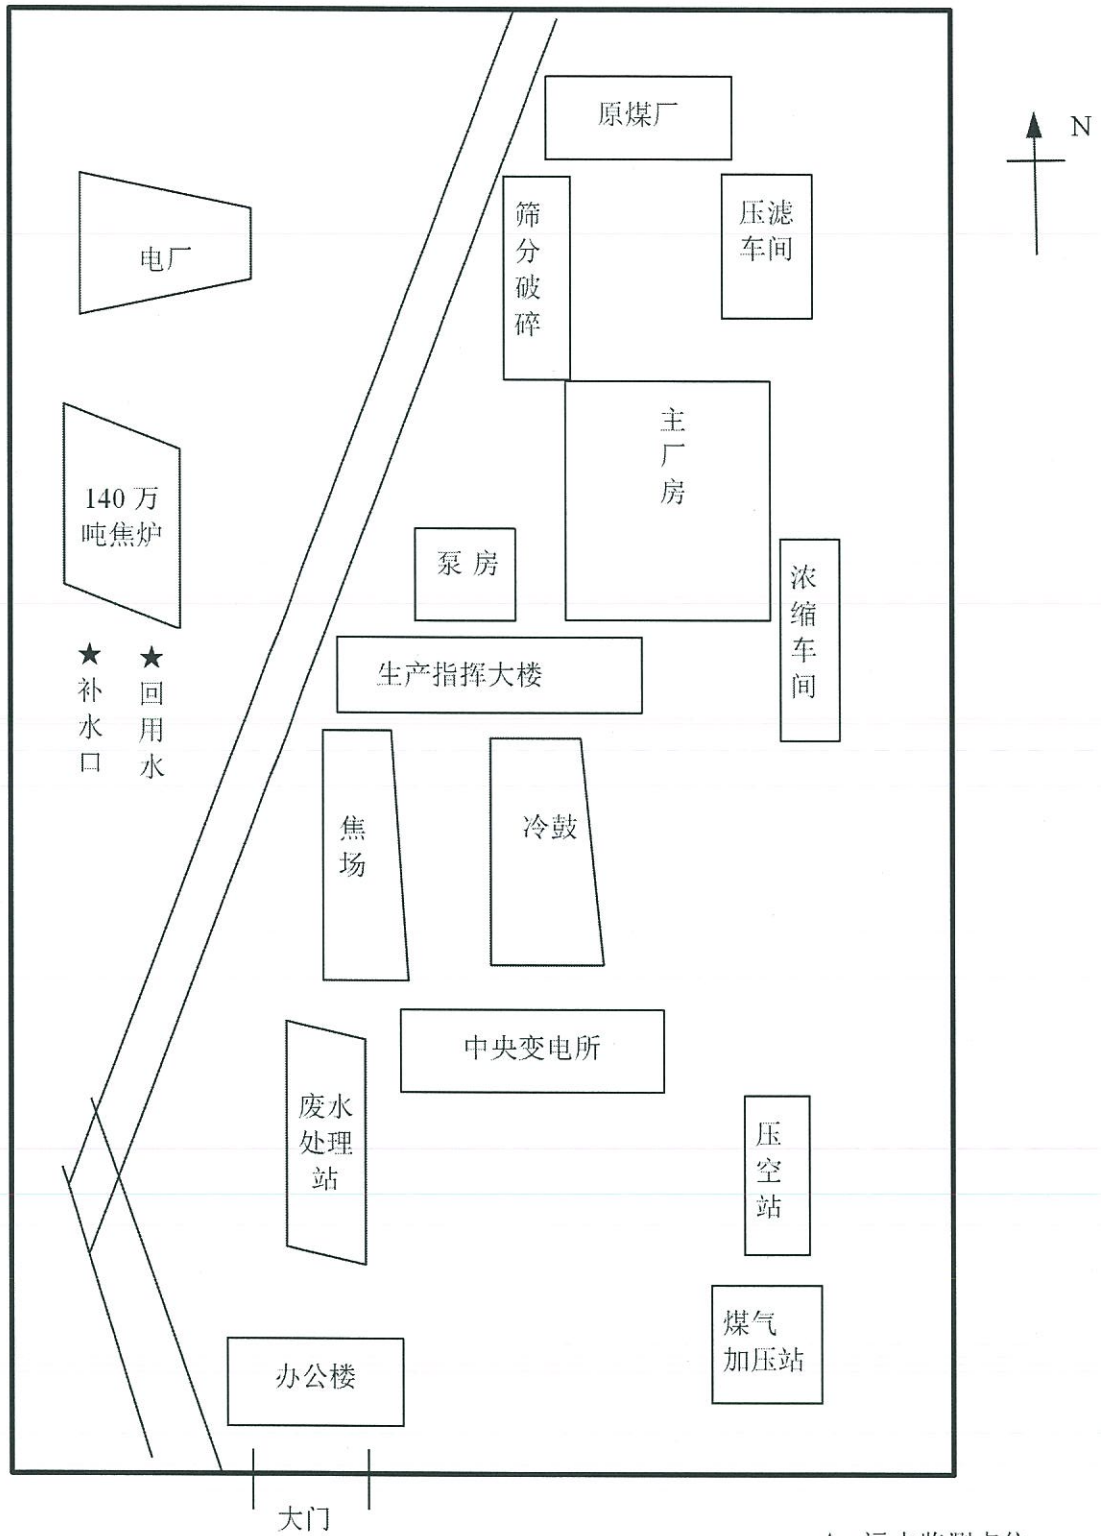 原煤厂
N
筛
分
破
碎
压滤
车间
电厂
主
厂
房
140 万
吨焦炉
泵 房
浓
缩
车
间
★
补
水
口
★
回
用
水
生产指挥大楼
焦
场
冷鼓
中央变电所
废水
处理
站
压
空
站
煤气
加压站
办公楼
大门